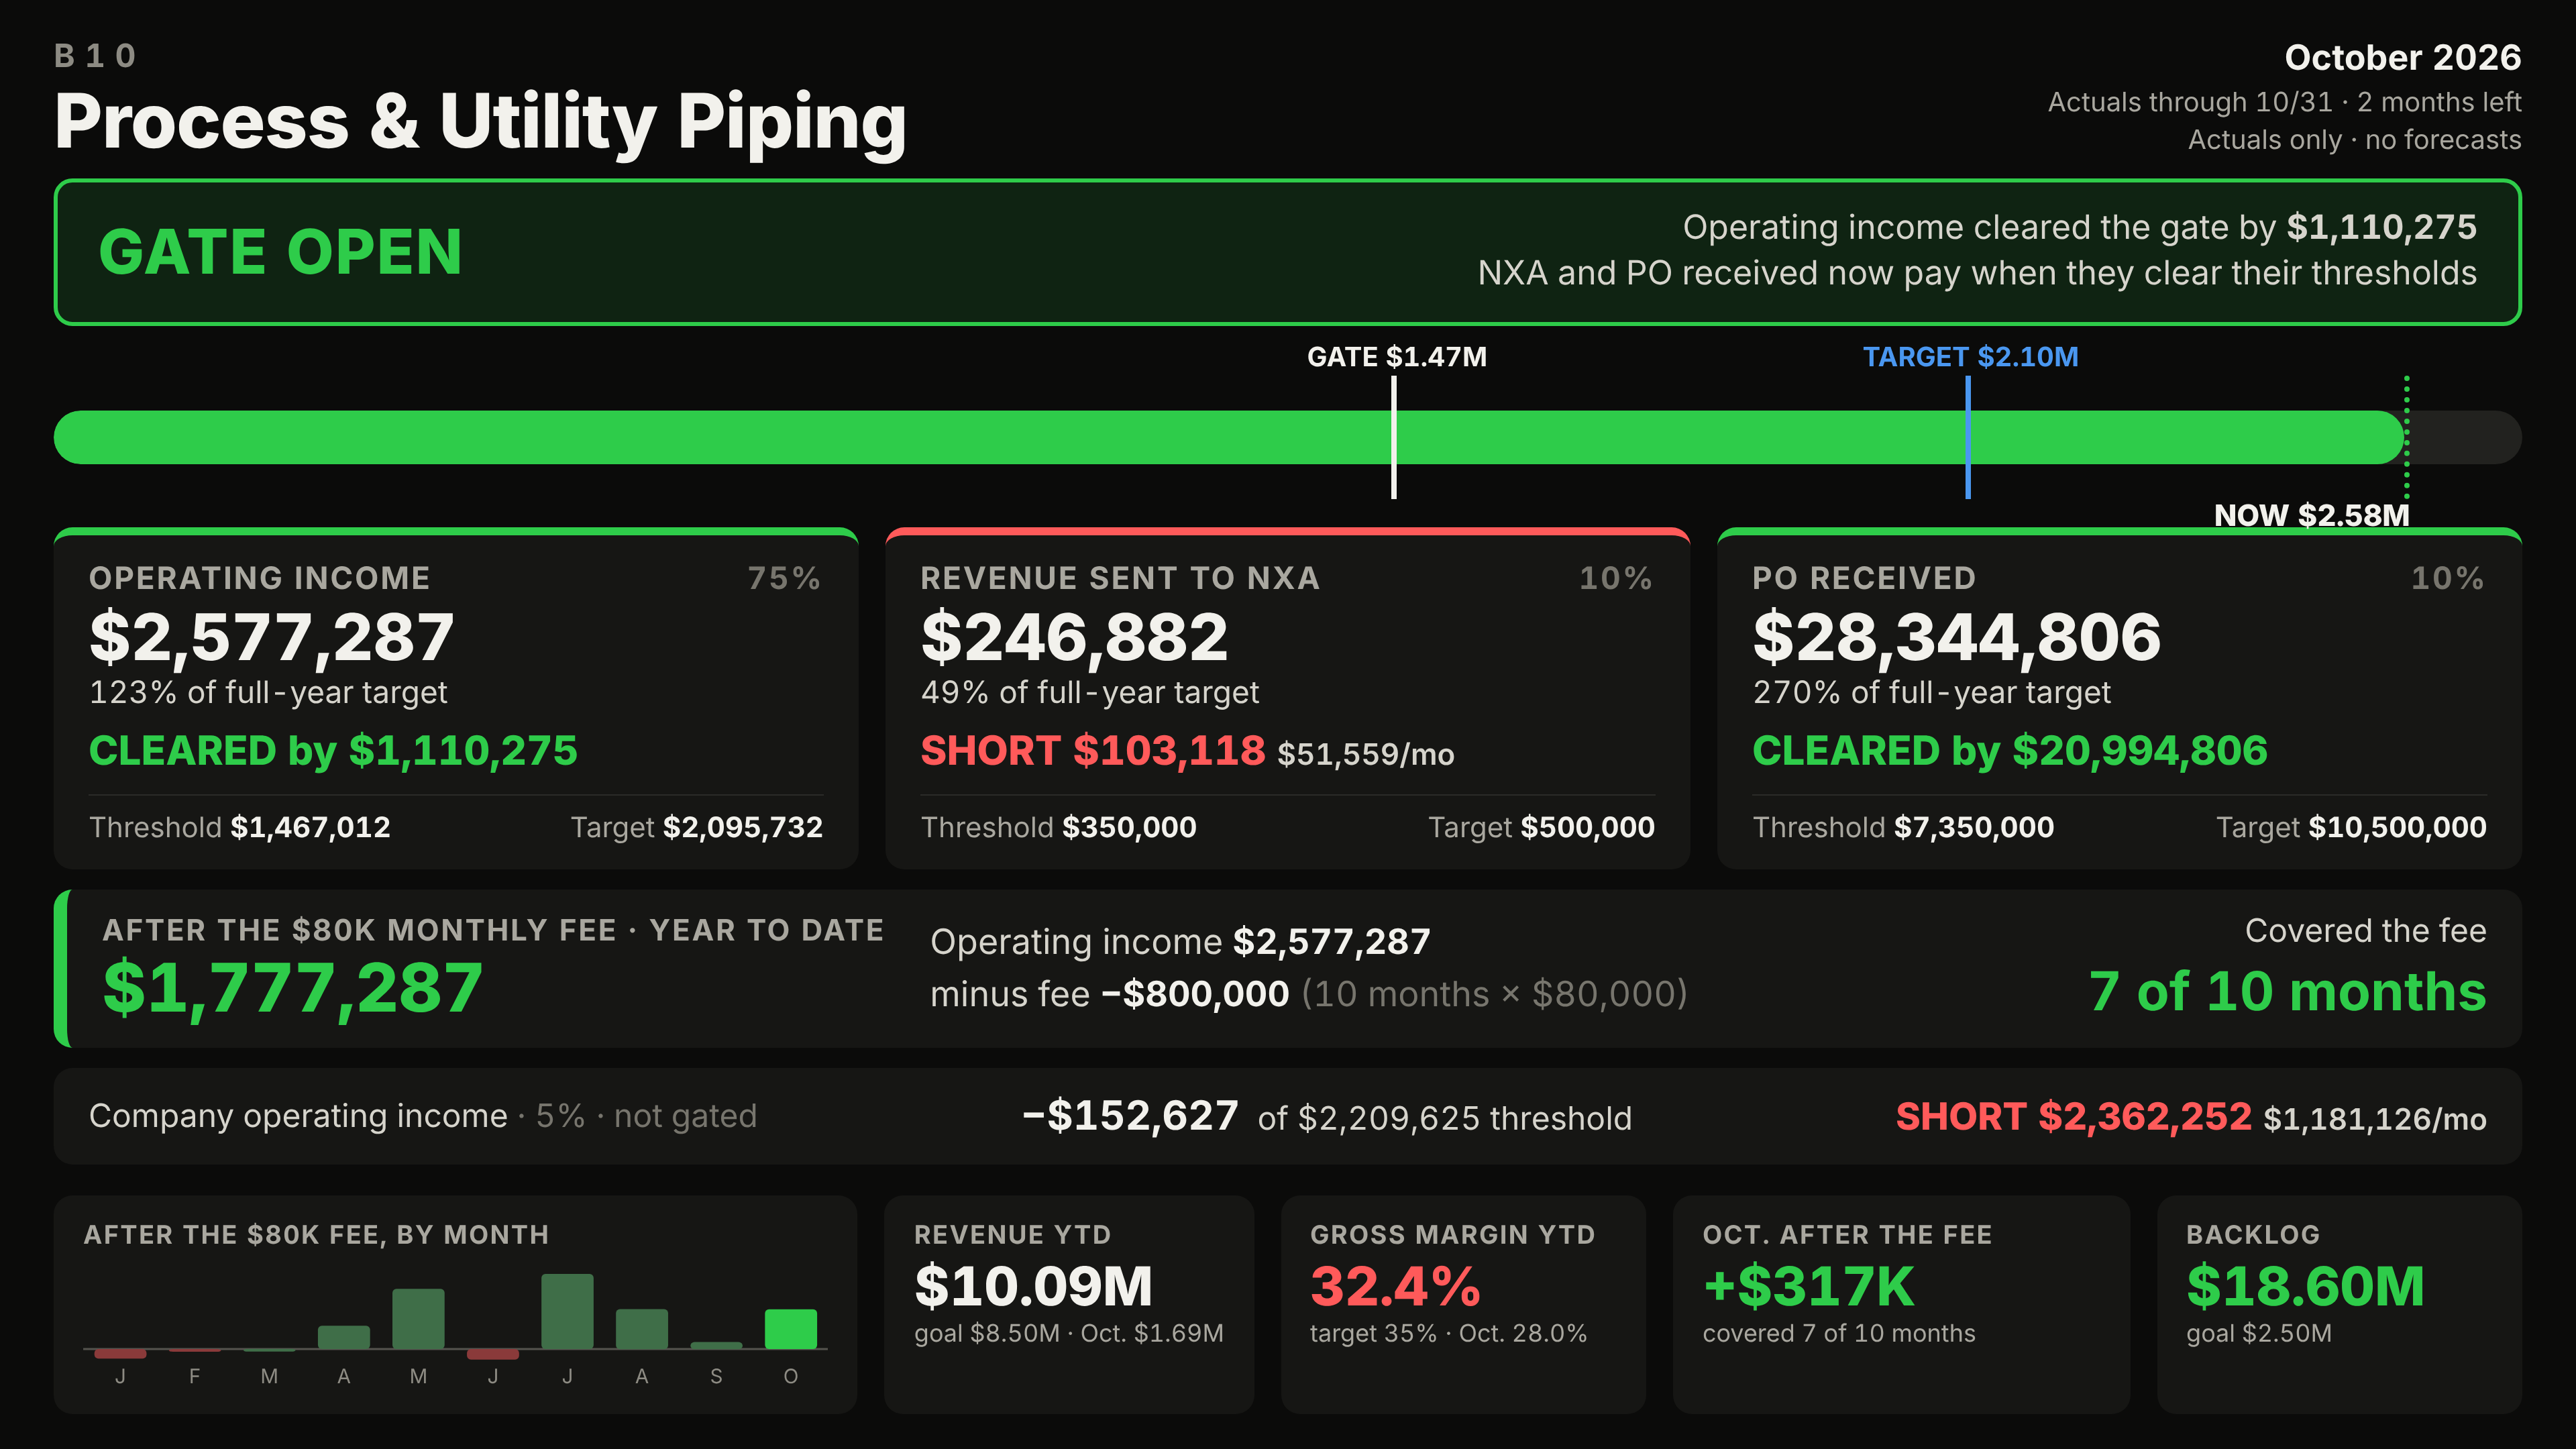 B10
Process & Utility Piping
October 2026
Actuals through 10/31 · 2 months left
Actuals only · no forecasts
GATE OPEN
Operating income cleared the gate by $1,110,275
NXA and PO received now pay when they clear their thresholds
GATE $1.47M
TARGET $2.10M
NOW $2.58M
OPERATING INCOME 75%
$2,577,287
123% of full-year target
CLEARED by $1,110,275
Threshold $1,467,012 Target $2,095,732
REVENUE SENT TO NXA 10%
$246,882
49% of full-year target
SHORT $103,118 $51,559/mo
Threshold $350,000 Target $500,000
PO RECEIVED 10%
$28,344,806
270% of full-year target
CLEARED by $20,994,806
Threshold $7,350,000 Target $10,500,000
AFTER THE $80K MONTHLY FEE · YEAR TO DATE
$1,777,287
Operating income $2,577,287
minus fee −$800,000 (10 months × $80,000)
Covered the fee
7 of 10 months
Company operating income · 5% · not gated
−$152,627 of $2,209,625 threshold
SHORT $2,362,252 $1,181,126/mo
AFTER THE $80K FEE, BY MONTH
J F M A M J J A S O
REVENUE YTD
$10.09M
goal $8.50M · Oct. $1.69M
GROSS MARGIN YTD
32.4%
target 35% · Oct. 28.0%
OCT. AFTER THE FEE
+$317K
covered 7 of 10 months
BACKLOG
$18.60M
goal $2.50M